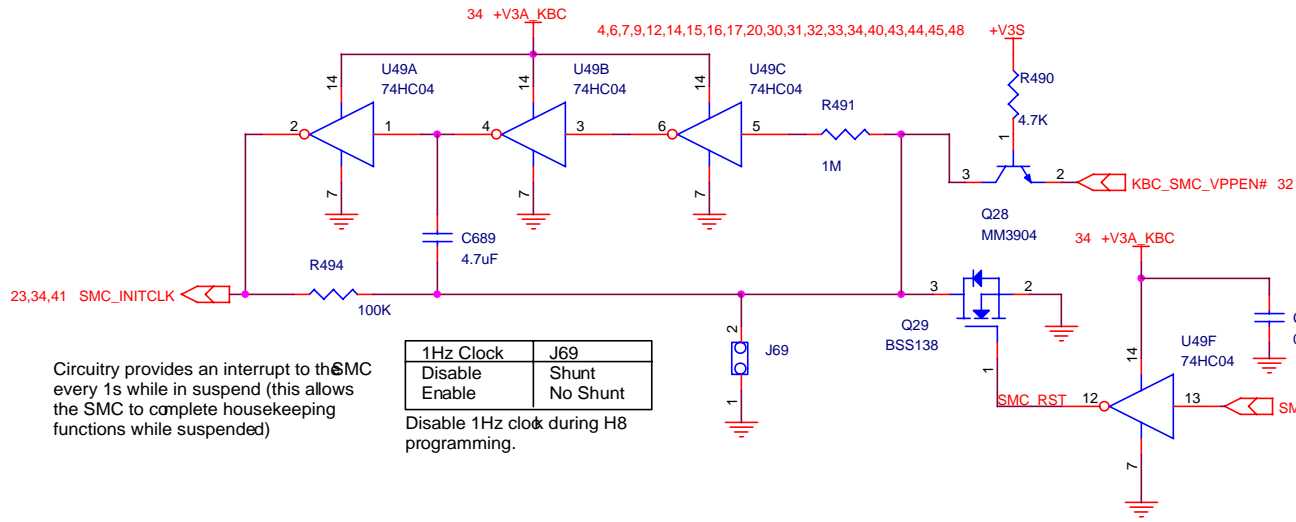 34 +V3A_KBC
4,6,7,9,12,14,15,16,17,20,30,31,32,33,34,40,43,44,45,48 +V3S
U49A
74HC04
U49B
74HC04
U49C
74HC04
R490
4.7K
14
14
14
R491
1M
2
1
4
3
6
5
1
3
2
KBC_SMC_VPPEN# 32
7
7
7
Q28
MM3904
C689
4.7uF
34 +V3A_KBC
R494
100K
23,34,41 SMC_INITCLK
3
2
Q29
BSS138
1
2
J69
1
U49F
74HC04
14
SMC_RST
12
13
7
Circuitry provides an interrupt to the SMC
every 1s while in suspend (this allows
the SMC to complete housekeeping
functions while suspended)
1Hz Clock J69
Disable Shunt
Enable No Shunt
Disable 1Hz clock during H8
programming.